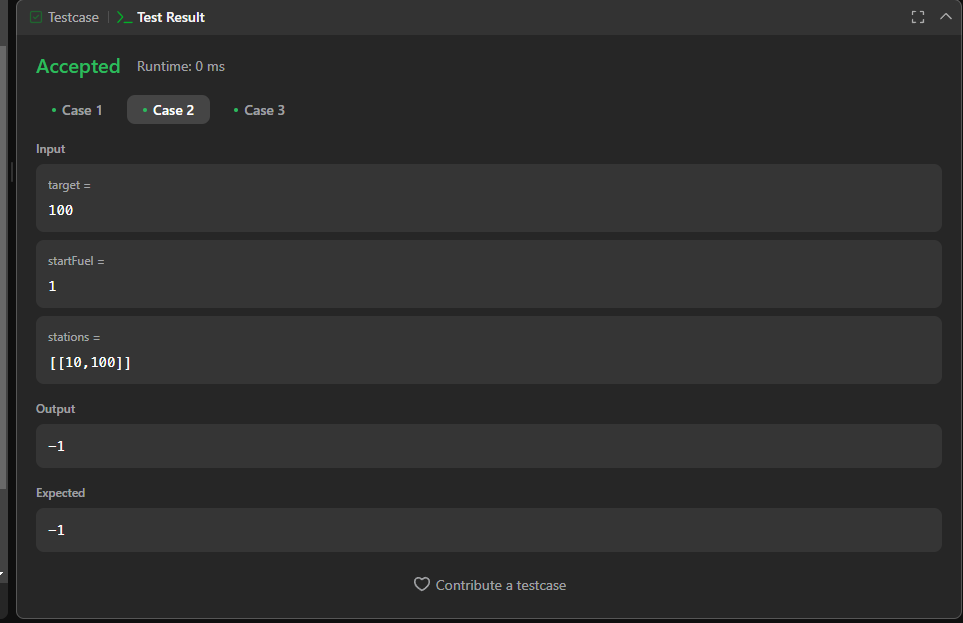 Testcase | >_ Test Result
Accepted Runtime: 0 ms
• Case 1 • Case 2 • Case 3
Input
target =
100
startFuel =
1
stations =
[[10,100]]
Output
-1
Expected
-1
Contribute a testcase